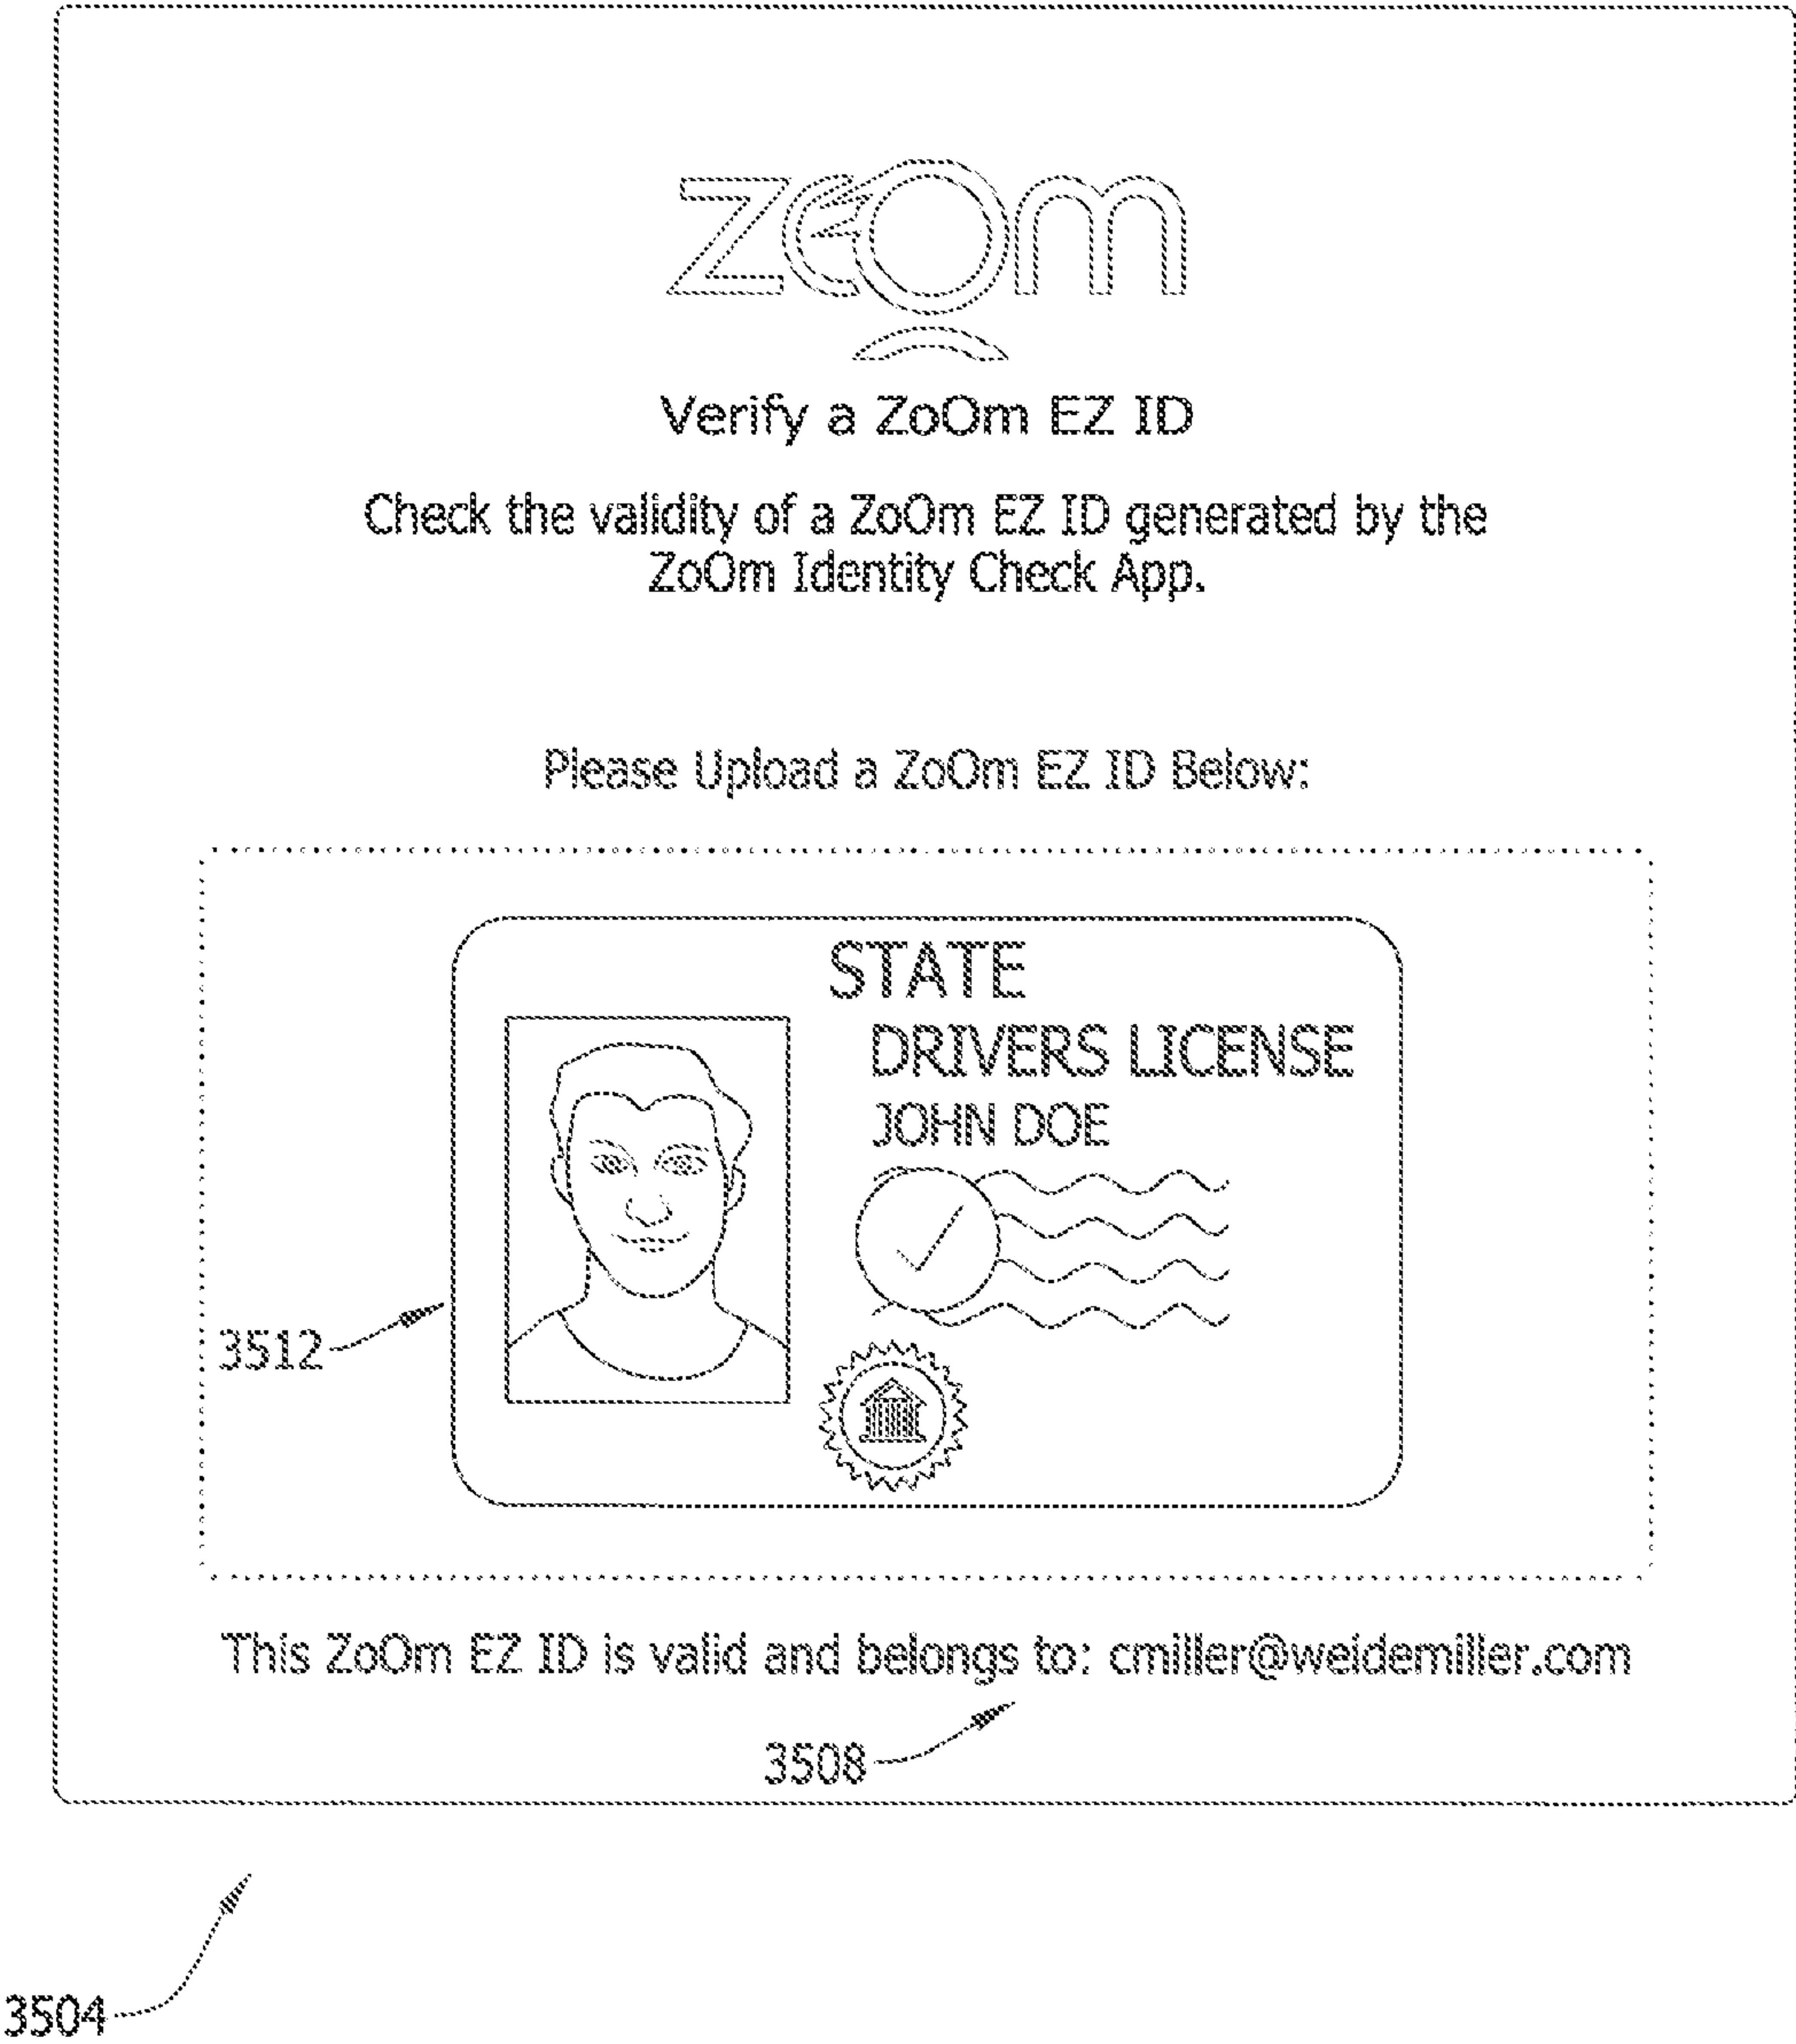 zoOm
Verify a ZoOm EZ ID
Check the validity of a ZoOm EZ ID generated by the
ZoOm Identity Check App.
Please Upload a ZoOm EZ ID Below:
STATE
DRIVERS LICENSE
JOHN DOE
3512
This ZoOm EZ ID is valid and belongs to: cmiller@weidemiller.com
3508
3504